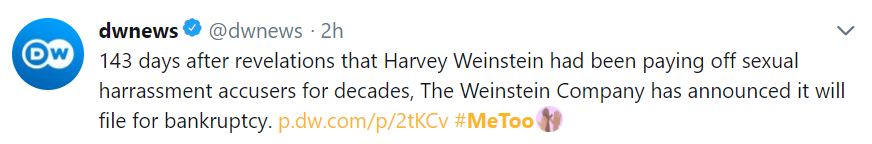 DW dwnews @dwnews · 2h
143 days after revelations that Harvey Weinstein had been paying off sexual
harrassment accusers for decades, The Weinstein Company has announced it will
file for bankruptcy. p.dw.com/p/2tKCv #MeToo